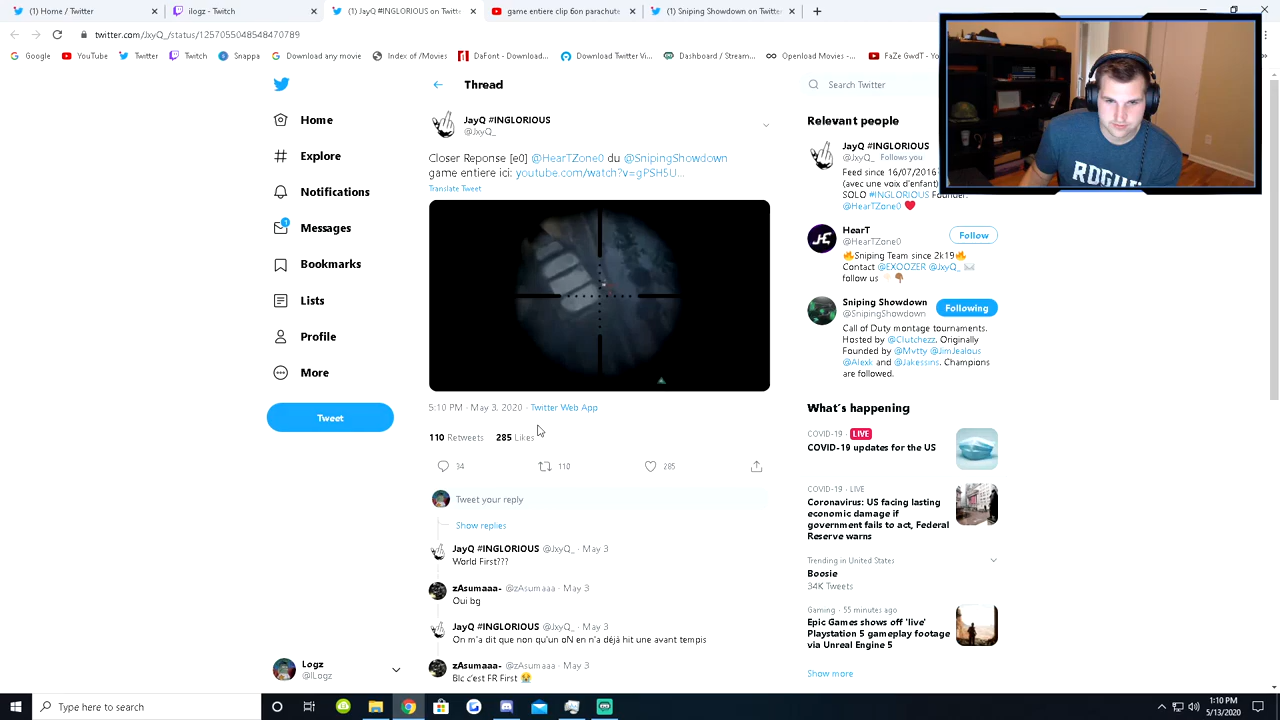 (1) Home / Twitter
ilogz - Twitch
(1) JayQ #INGLORIOUS on Twitt
game entiere clip ôon parachute
(1) Sniping Showdown on Twitter
twitter.com/JxyQ_/status/1257055048548470789
Google
YouTube
Twitter
Twitch
Snappa
Download any movie
Index of /Movies
DaFont - Download...
Download Twitter Vi...
Dashboard / Stream...
Openload Movies -...
FaZe GwdT - Yo
Thread
Search Twitter
Home
Explore
Notifications
1
Messages
Bookmarks
Lists
Profile
More
Tweet
Logz
@ILogz
JayQ #INGLORIOUS
@JxyQ_
Closer Reponse [e0] @HearTZone0 du @SnipingShowdown
game entiere ici: youtube.com/watch?v=gPSH5U...
Translate Tweet
5:10 PM · May 3, 2020 · Twitter Web App
110 Retweets 285 Likes
34
110
285
Tweet your reply
Show replies
JayQ #INGLORIOUS @JxyQ_ · May 3
World First???
zAsumaaa- @zAsumaaa · May 3
Oui bg
JayQ #INGLORIOUS @JxyQ_ · May 3
On m'a dit que non qu'un oN en n'a déjà hit une avant tempis
zAsumaaa- @zAsumaaa · May 3
Blc c'est FR First
Relevant people
JayQ #INGLORIOUS
@JxyQ_ Follows you
Feed since 16/07/2016
(avec une voix d'enfant)
SOLO #INGLORIOUS Founder.
@HearTZone0
HearT
@HearTZone0
Follow
Sniping Team since 2k19
Contact @EXOOZER @JxyQ_
follow us
Sniping Showdown
@SnipingShowdown
Following
Call of Duty montage tournaments.
Hosted by @Clutchezz. Originally
Founded by @Mvtty @JimJealous
@Alexk and @Jakessins. Champions
are followed.
What's happening
COVID-19 · LIVE
COVID-19 updates for the US
COVID-19 · LIVE
Coronavirus: US facing lasting
economic damage if
government fails to act, Federal
Reserve warns
Trending in United States
Boosie
34K Tweets
Gaming · 55 minutes ago
Epic Games shows off 'live'
Playstation 5 gameplay footage
via Unreal Engine 5
Show more
ROGUE
Type here to search
1:10 PM
5/13/2020